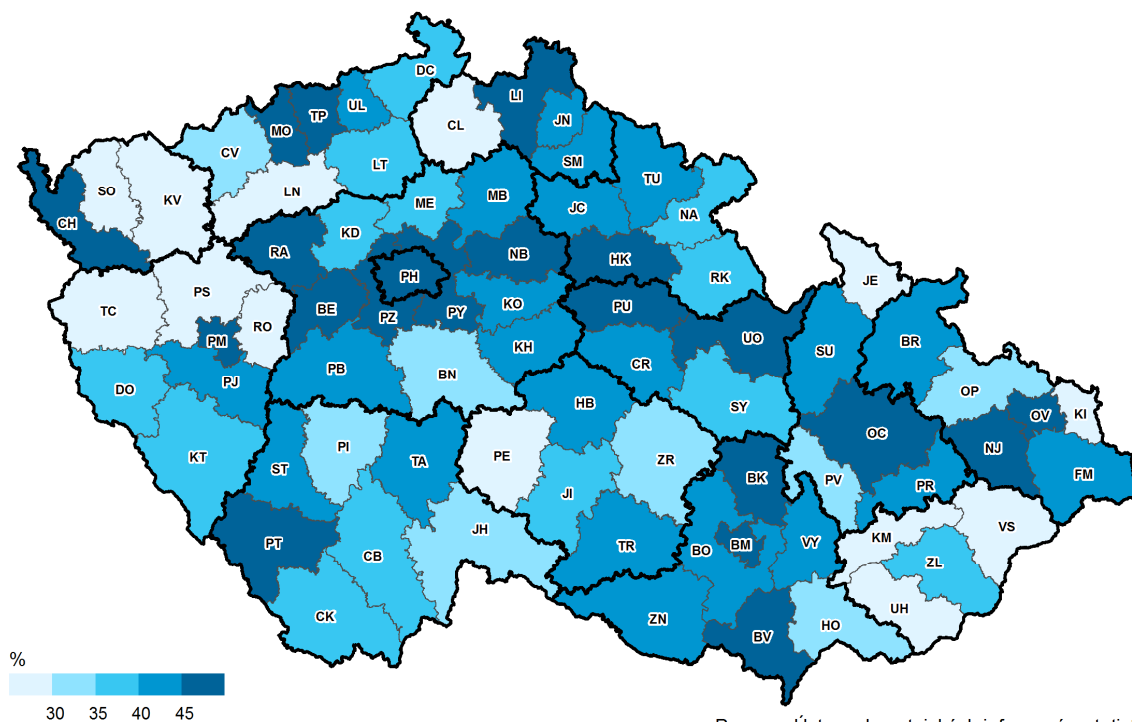 DC
LI
UL
TP
JN
MO
CL
CV
SM
LT
TU
SO
LN
KV
MB
ME
JC
NA
CH
KD
RA
NB
HK
PH
RK
JE
PS
KO
TC
BE
PY
PU
PZ
RO
UO
PM
BR
KH
SU
CR
PB
BN
PJ
DO
OP
HB
SY
OV
KI
OC
PI
PE
KT
TA
ZR
NJ
ST
FM
BK
PV
PR
JI
VS
JH
KM
PT
VY
BM
TR
BO
CB
ZL
UH
CK
ZN
HO
BV
%
30 35 40 45